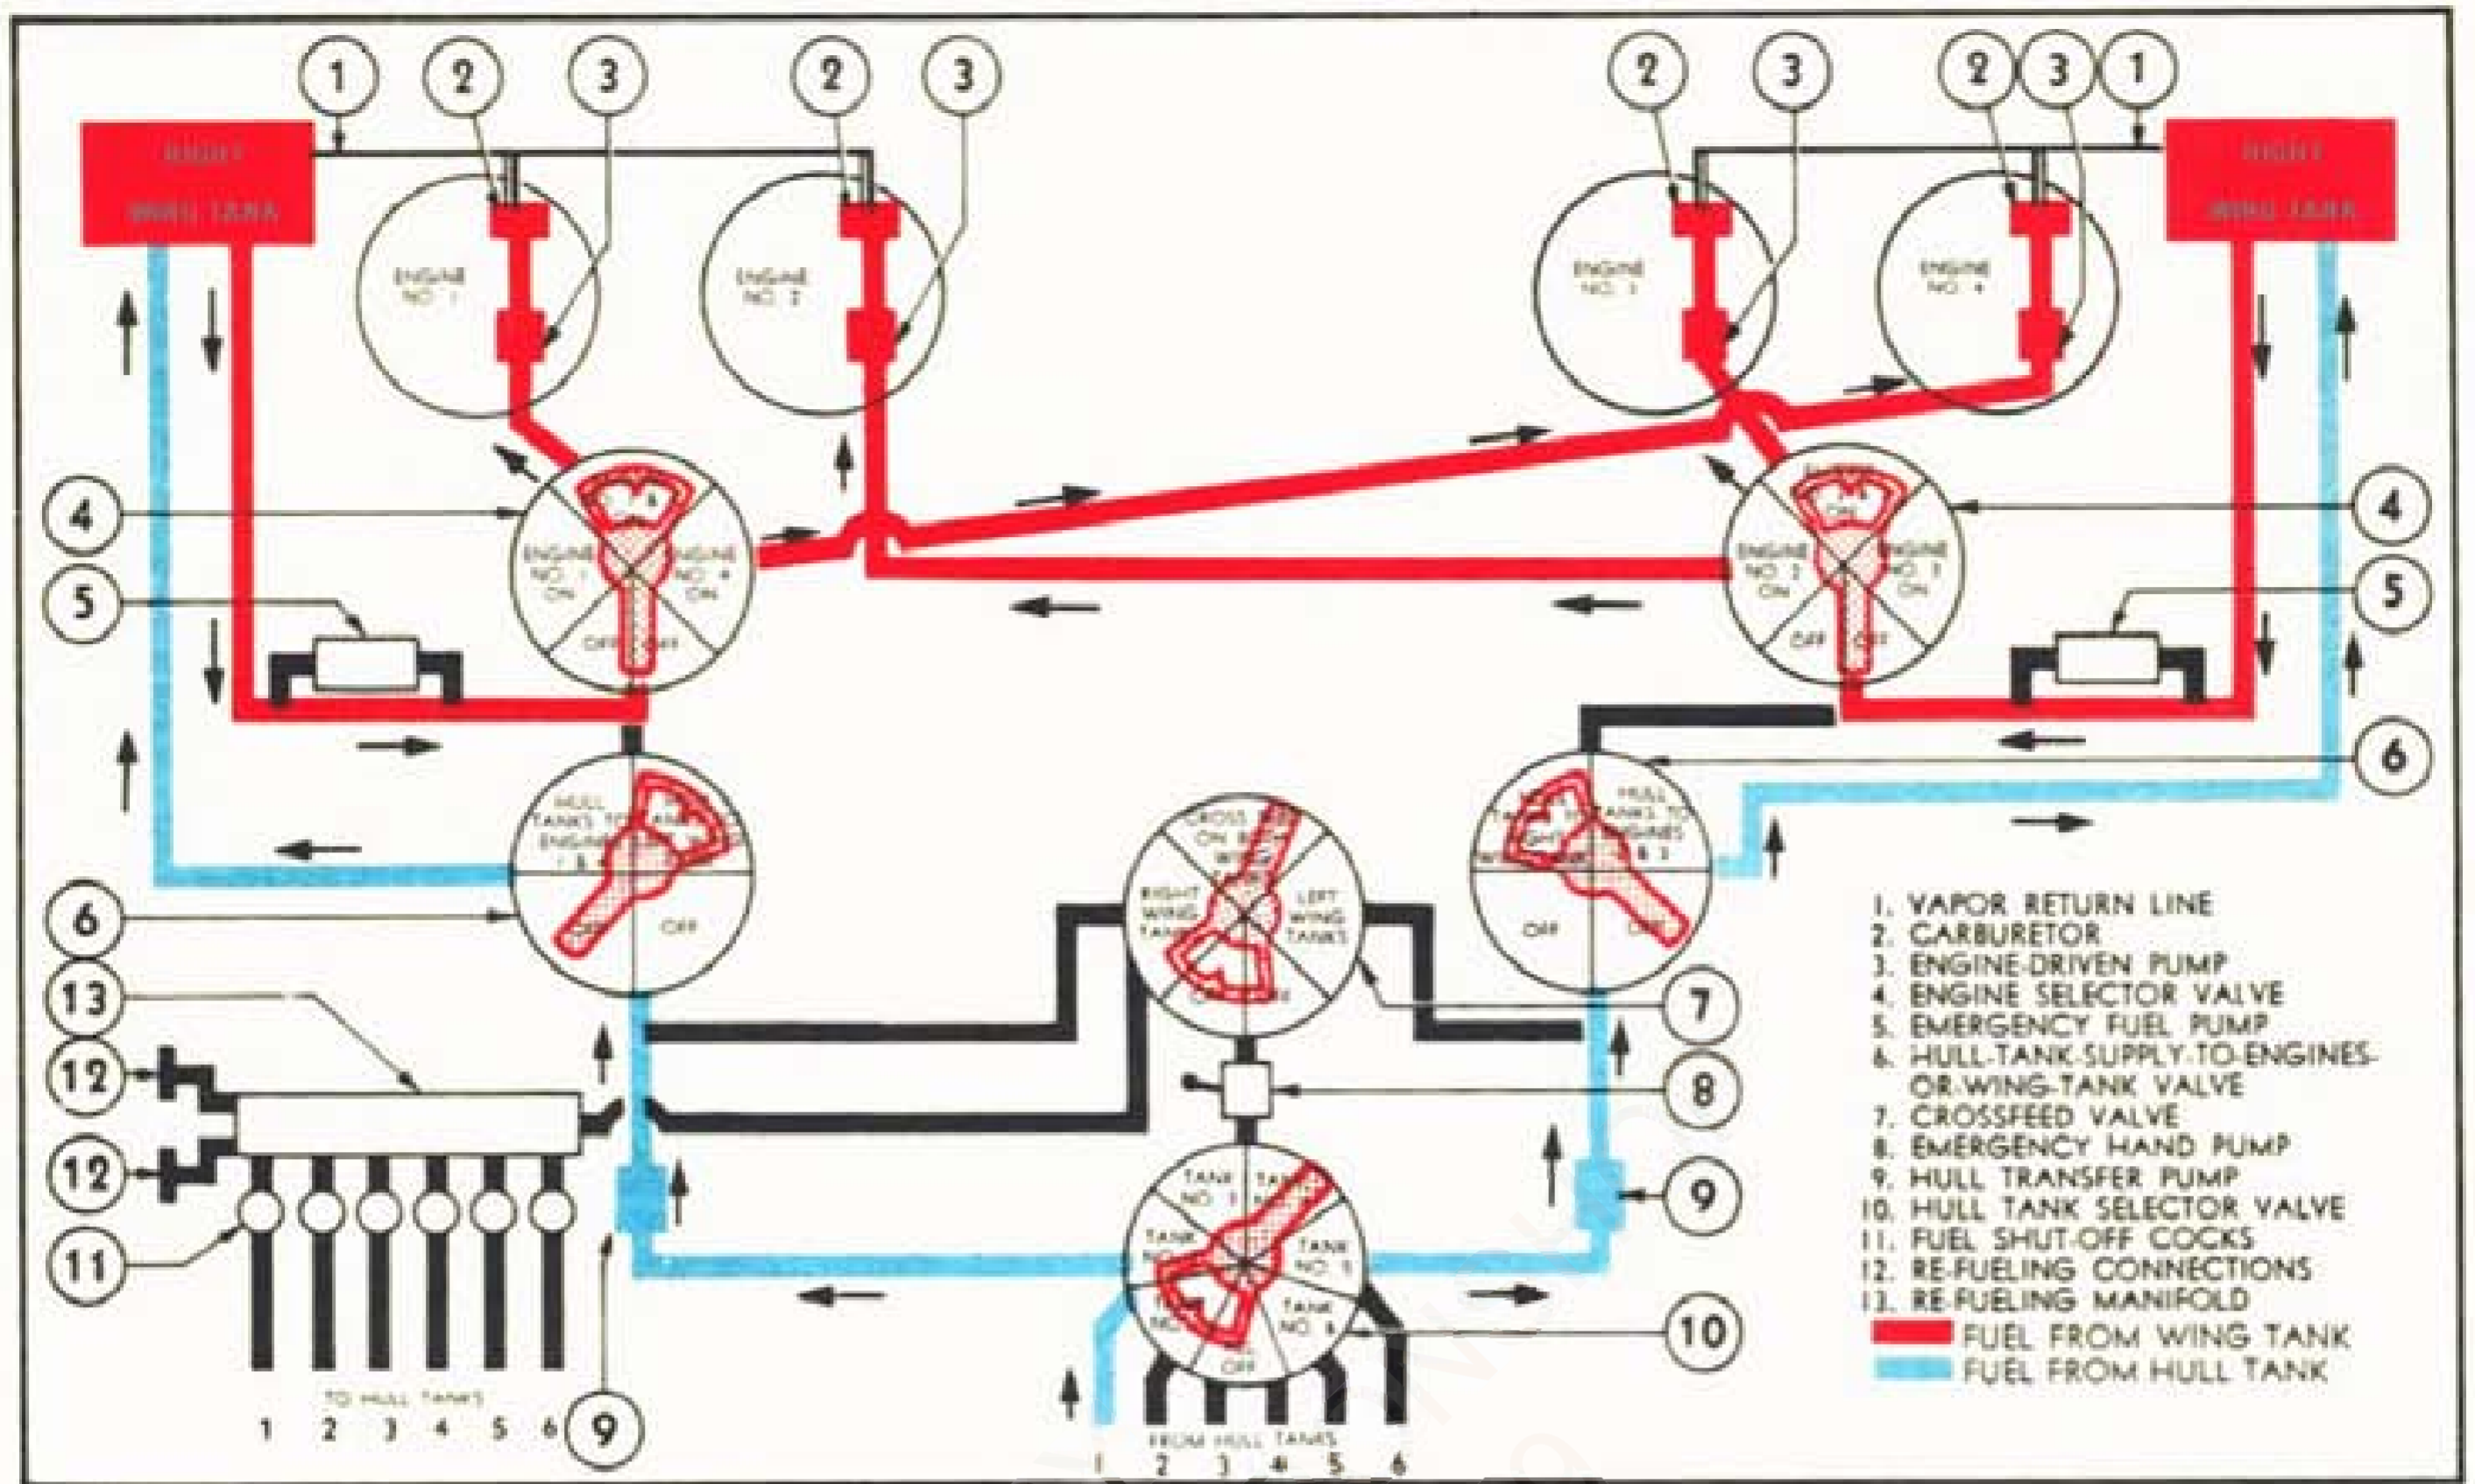 1 2 3 2 3 2 3 2 3 1
RIGHT
WING TANK
RIGHT
WING TANK
ENGINE
NO. 1
ENGINE
NO. 2
ENGINE
NO. 3
ENGINE
NO. 4
4
ENGINE
NO. 1
ON
ENGINE
NO. 4
ON
OFF OFF
ON
ENGINE
NO. 2
ON
ENGINE
NO. 3
ON
OFF OFF
4
5
5
6
HULL
TANKS TO
OFF
HULL
TANKS TO
ENGINES
OFF
6
CROSS
ON
RIGHT
WING
LEFT
WING
TANKS
7
8
9
13
12
12
11
TO HULL TANKS
1 2 3 4 5 6
9
TANK
NO.
TANK
TANK
NO. 5
TANK
NO. 6
OFF
10
FROM HULL TANKS
1 2 3 4 5 6
1. VAPOR RETURN LINE
2. CARBURETOR
3. ENGINE-DRIVEN PUMP
4. ENGINE SELECTOR VALVE
5. EMERGENCY FUEL PUMP
6. HULL-TANK-SUPPLY-TO-ENGINES-
OR-WING-TANK VALVE
7. CROSSFEED VALVE
8. EMERGENCY HAND PUMP
9. HULL TRANSFER PUMP
10. HULL TANK SELECTOR VALVE
11. FUEL SHUT-OFF COCKS
12. RE-FUELING CONNECTIONS
13. RE-FUELING MANIFOLD
FUEL FROM WING TANK
FUEL FROM HULL TANK